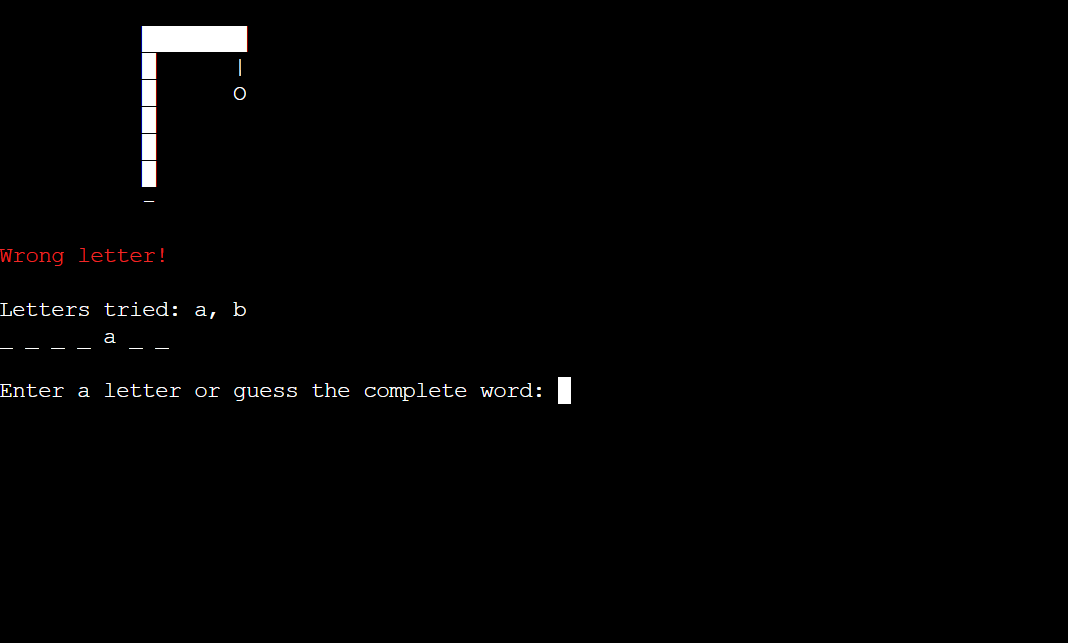 |
O
_
Wrong letter!
Letters tried: a, b
_ _ _ _ a _ _
Enter a letter or guess the complete word: